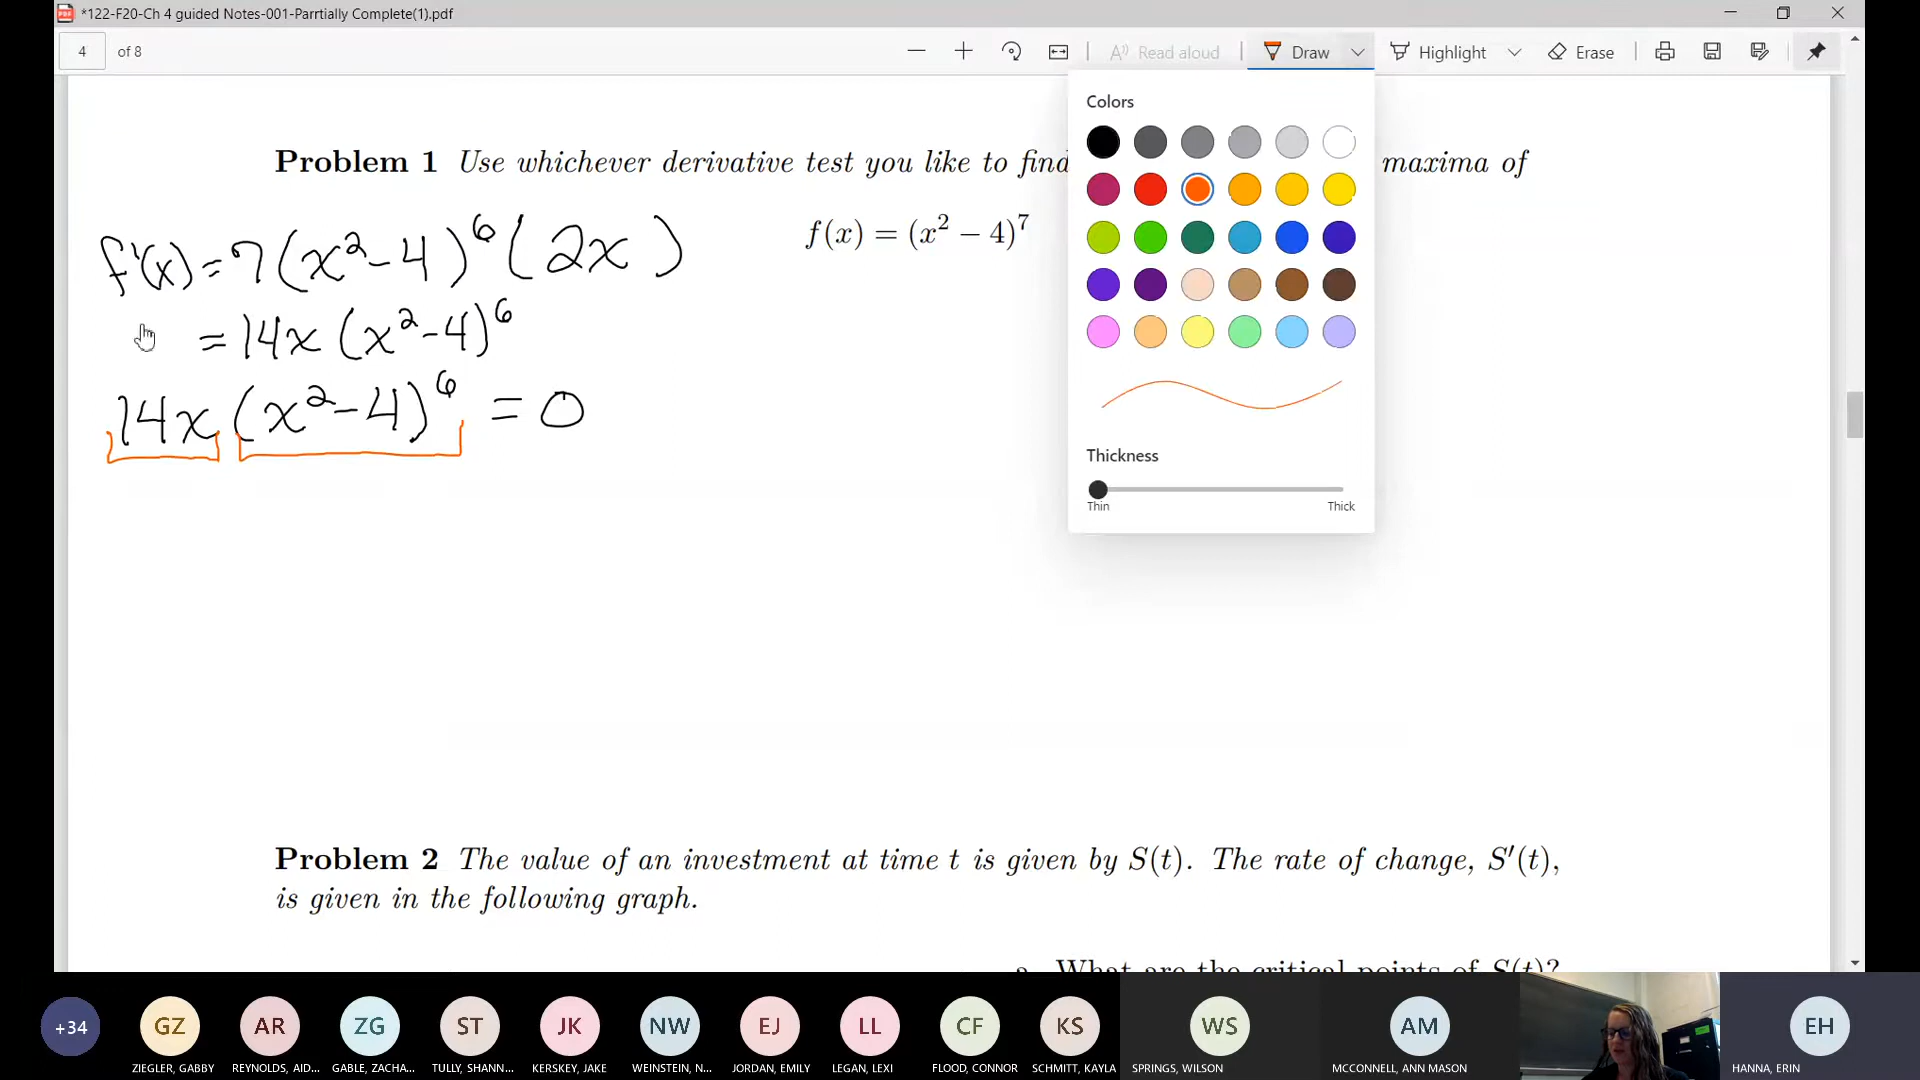 *122-F20-Ch 4 guided Notes-001-Parrtially Complete(1).pdf
4 of 8
Read aloud
Draw
Highlight
Erase
Colors
Thickness
Thin Thick
Problem 1 Use whichever derivative test you like to find maxima of
f(x) = (x² − 4)⁷
f'(x) = 7(x²-4)⁶(2x)
= 14x(x²-4)⁶
14x(x²-4)⁶ = 0
Problem 2 The value of an investment at time t is given by S(t). The rate of change, S′(t),
is given in the following graph.
a. What are the critical points of S(t)?
+34 GZ AR ZG ST JK NW EJ LL CF KS WS AM EH
ZIEGLER, GABBY REYNOLDS, AID... GABLE, ZACHA... TULLY, SHANN... KERSKEY, JAKE WEINSTEIN, N... JORDAN, EMILY LEGAN, LEXI FLOOD, CONNOR SCHMITT, KAYLA SPRINGS, WILSON MCCONNELL, ANN MASON HANNA, ERIN